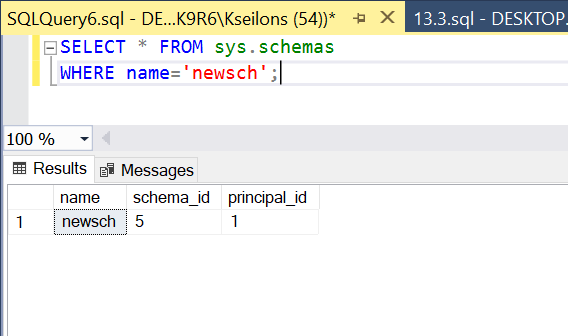 SQLQuery6.sql - DE...K9R6\Kseilons (54))* 13.3.sql - DESKTOP
SELECT * FROM sys.schemas
WHERE name='newsch';
100 %
Results Messages
name schema_id principal_id
1 newsch 5 1